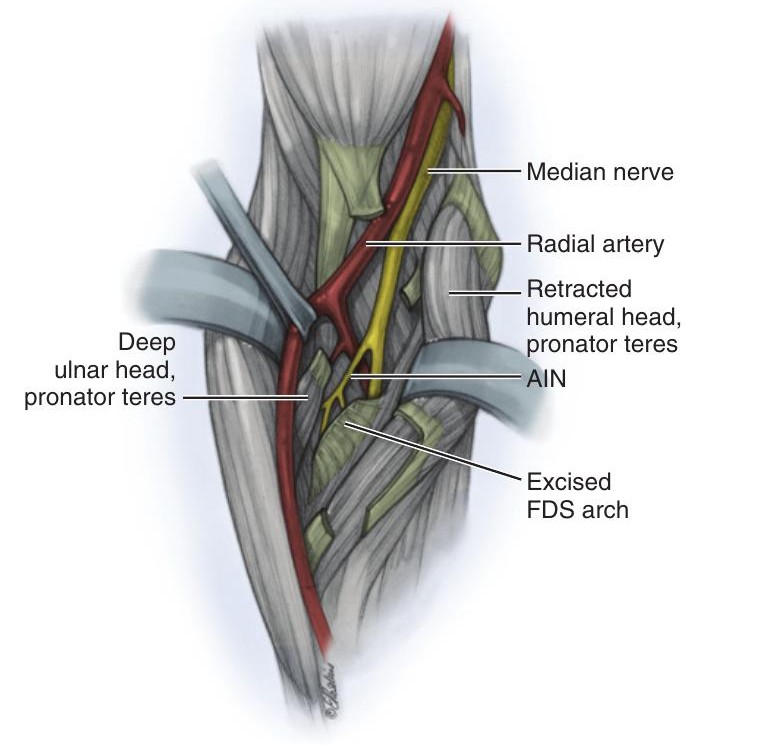 Median nerve
Radial artery
Retracted
humeral head,
pronator teres
Deep
ulnar head,
pronator teres
AIN
Excised
FDS arch